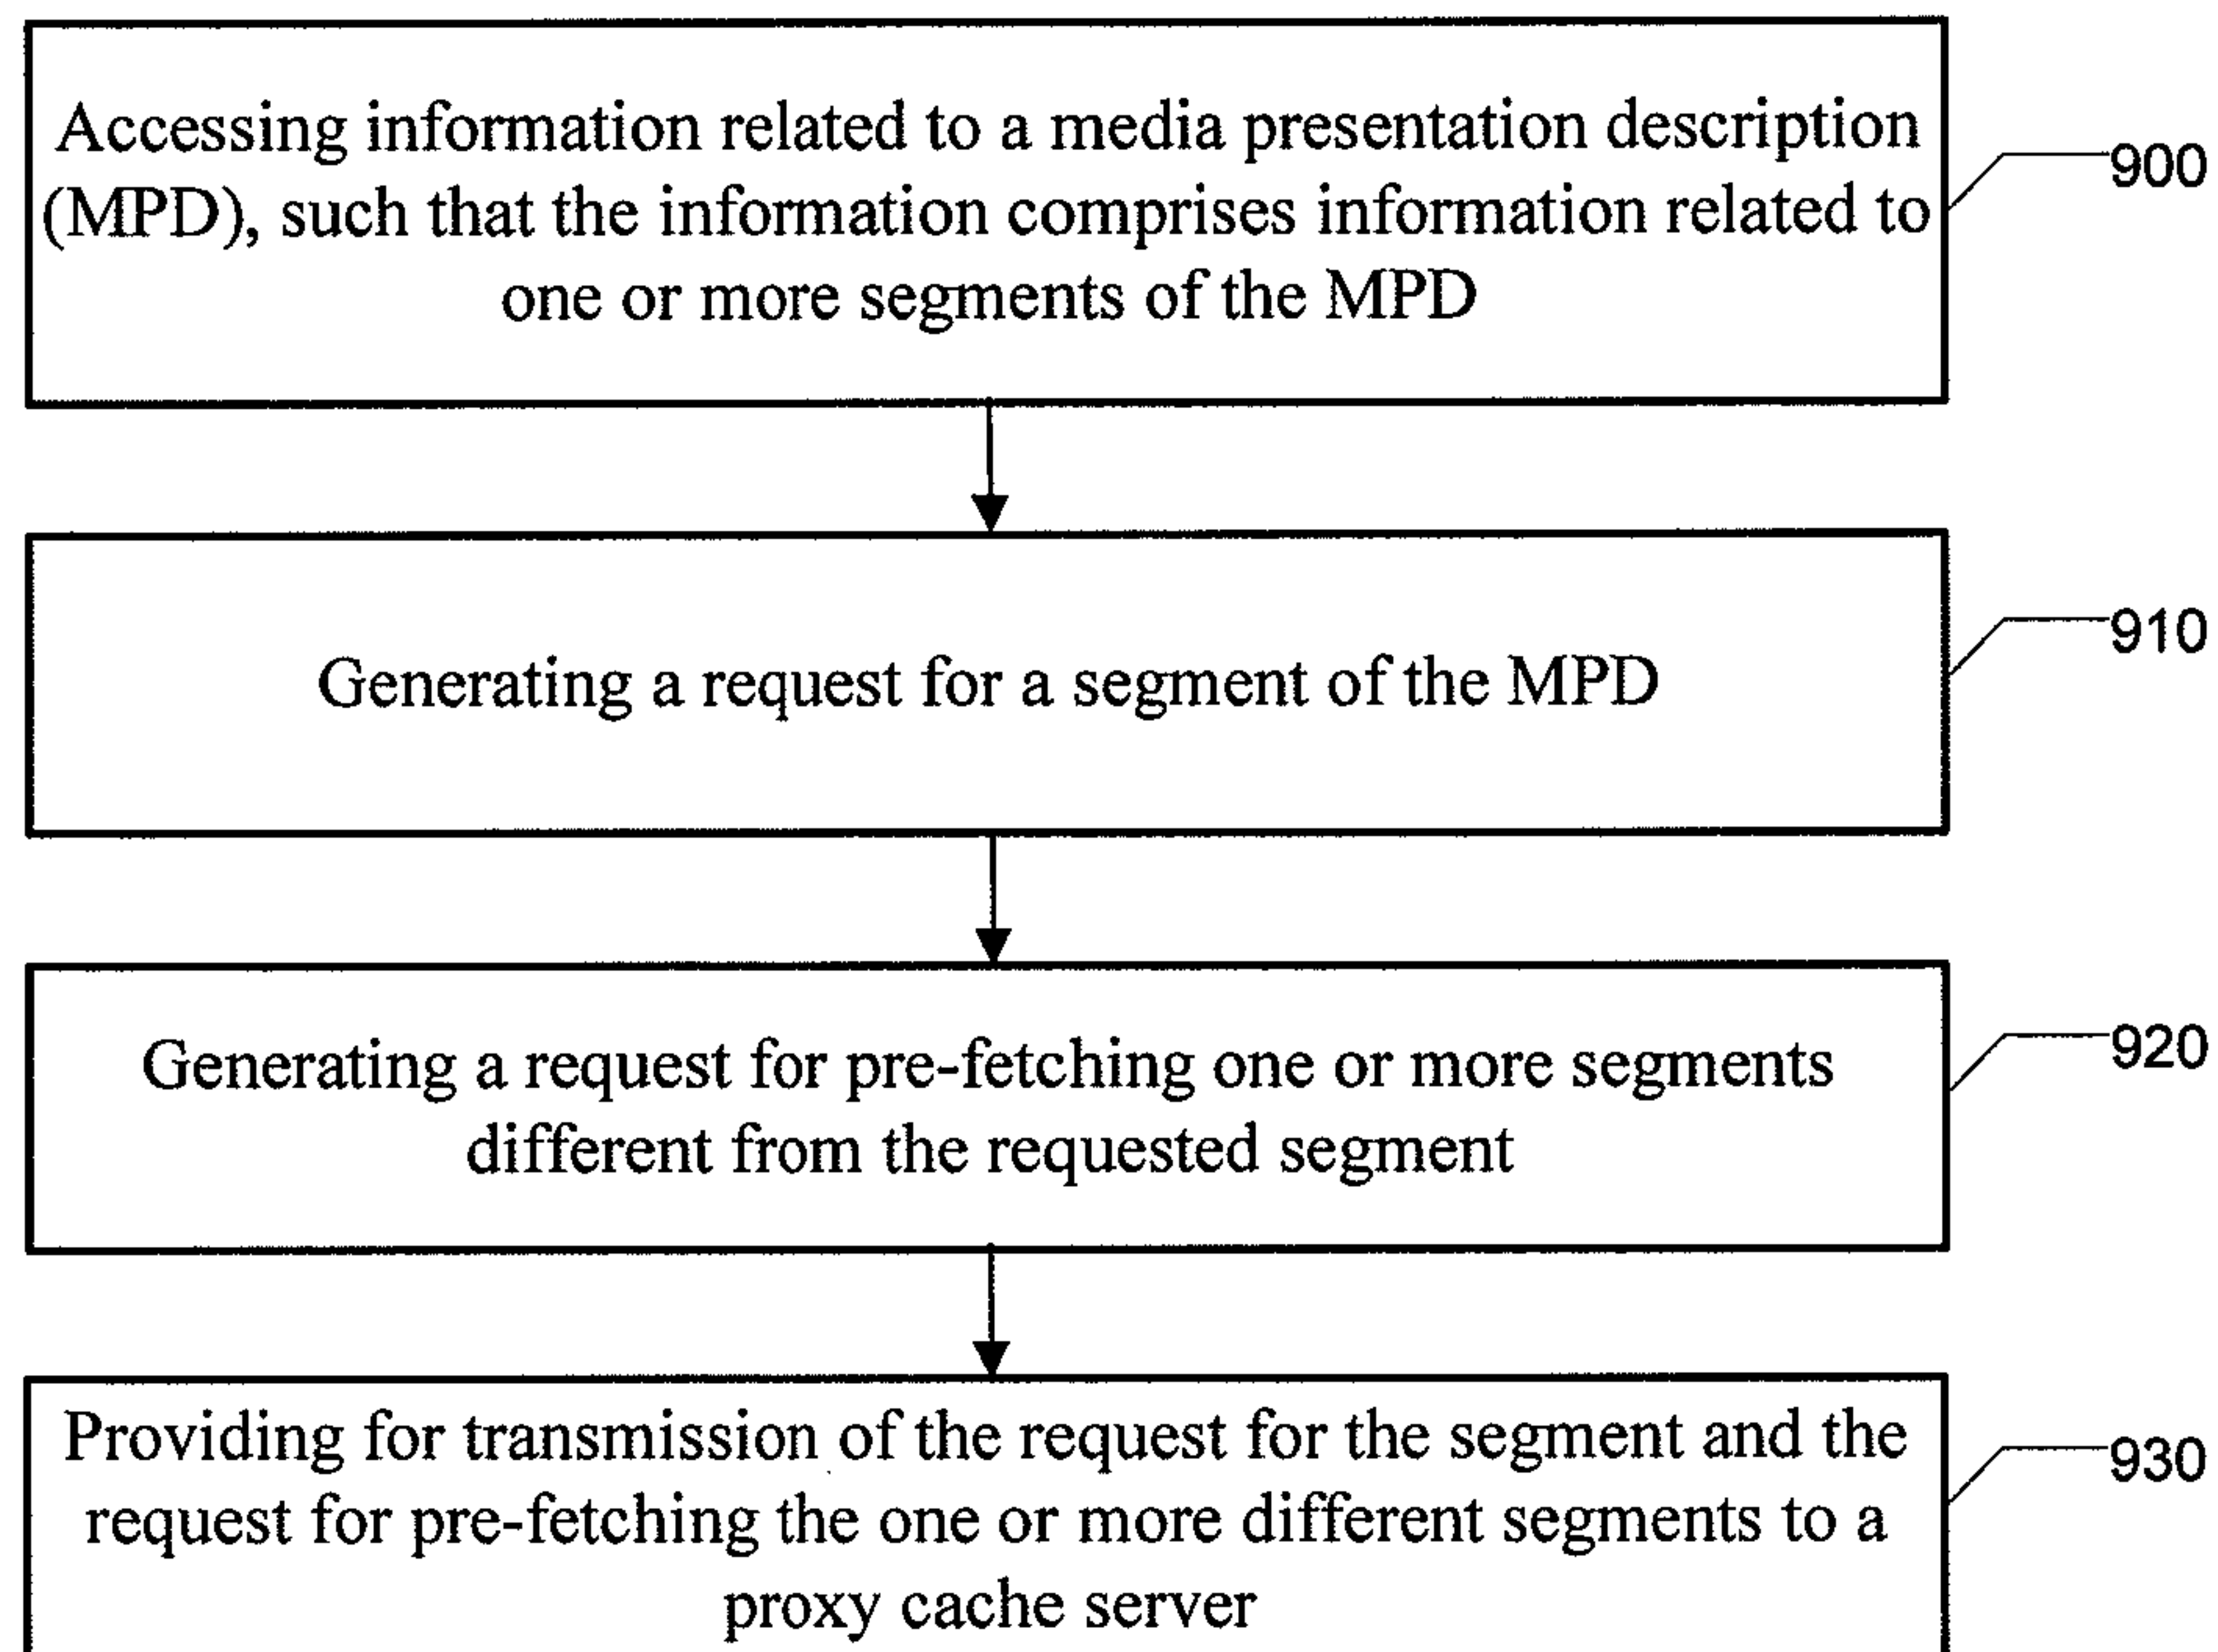 Accessing information related to a media presentation description
(MPD), such that the information comprises information related to
one or more segments of the MPD
900
Generating a request for a segment of the MPD
910
Generating a request for pre-fetching one or more segments
different from the requested segment
920
Providing for transmission of the request for the segment and the
request for pre-fetching the one or more different segments to a
proxy cache server
930